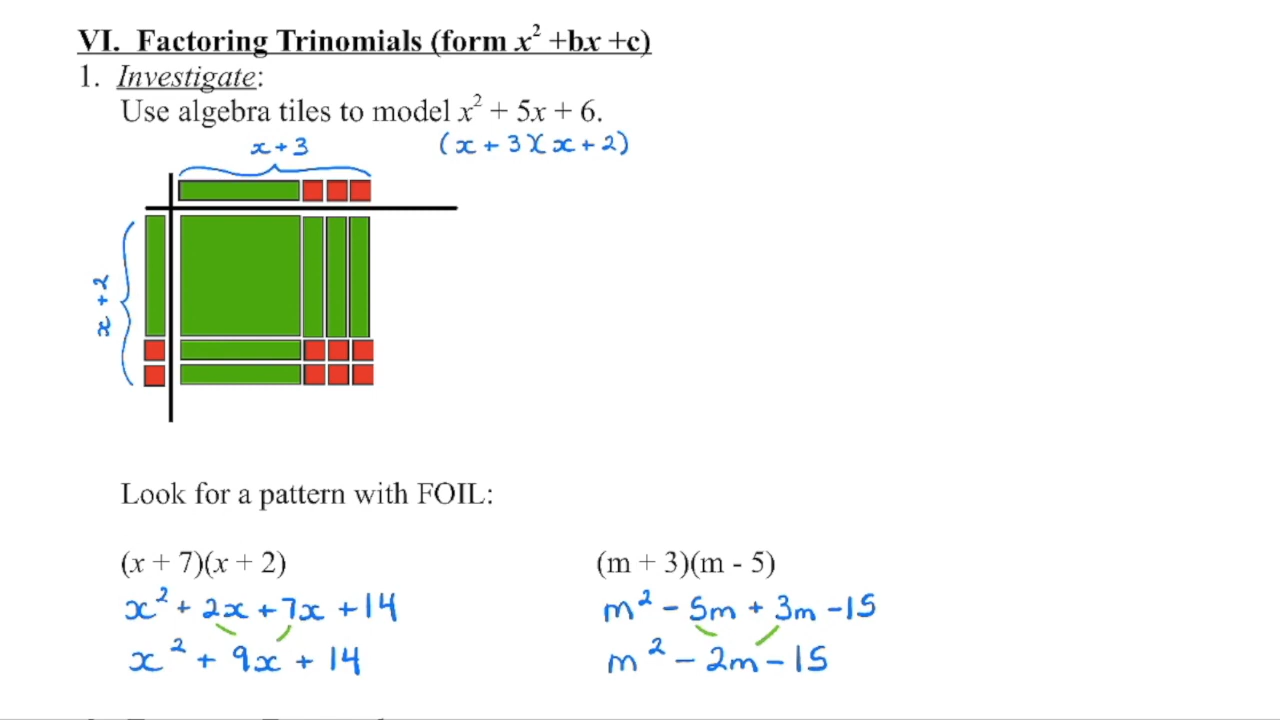 VI. Factoring Trinomials (form x² +bx +c)
1. Investigate:
Use algebra tiles to model x² + 5x + 6.
x + 3
(x + 3)(x + 2)
x + 2
Look for a pattern with FOIL:
(x + 7)(x + 2)
x² + 2x + 7x + 14
x² + 9x + 14
(m + 3)(m - 5)
m² - 5m + 3m - 15
m² - 2m - 15